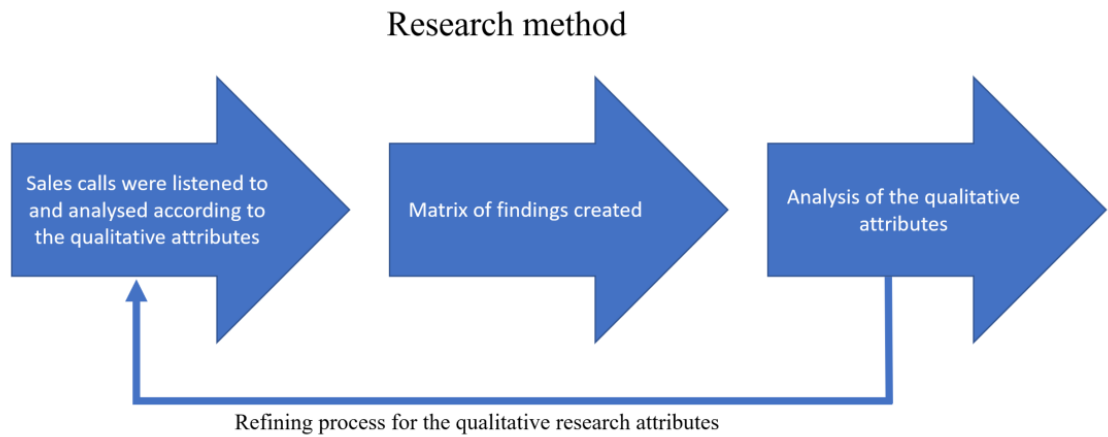 Research method
Sales calls were listened to
and analysed according to
the qualitative attributes
Matrix of findings created
Analysis of the qualitative
attributes
Refining process for the qualitative research attributes